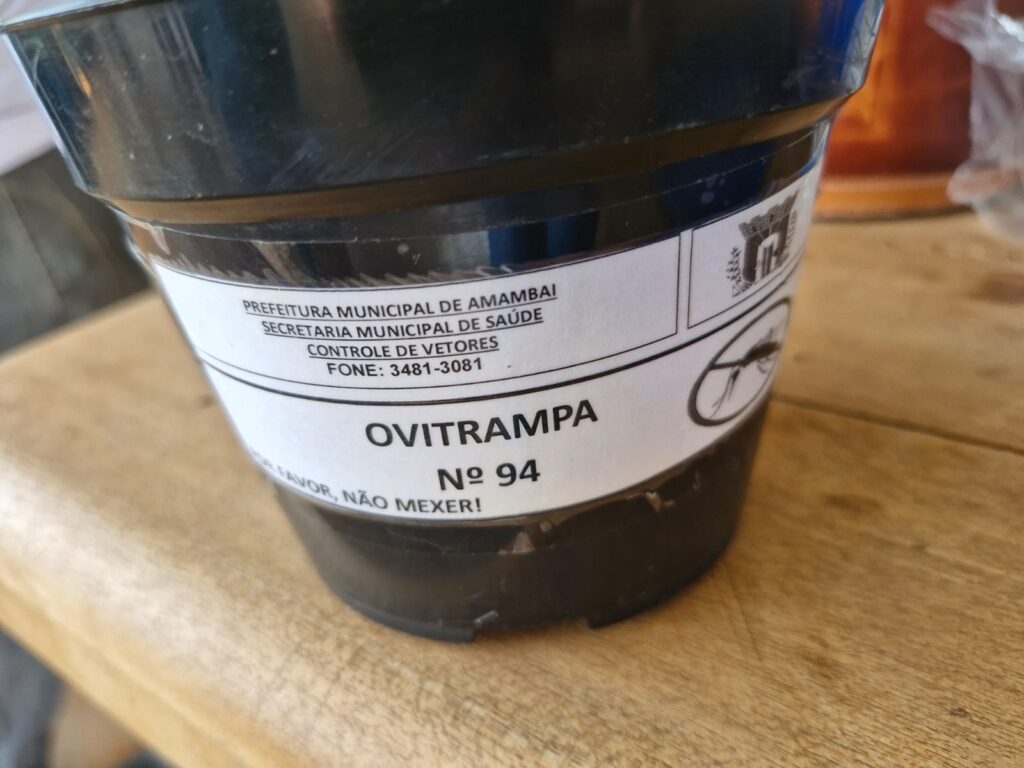 PREFEITURA MUNICIPAL DE AMAMBAI
SECRETARIA MUNICIPAL DE SAÚDE
CONTROLE DE VETORES
FONE: 3481-3081
OVITRAMPA
Nº 94
FAVOR, NÃO MEXER!